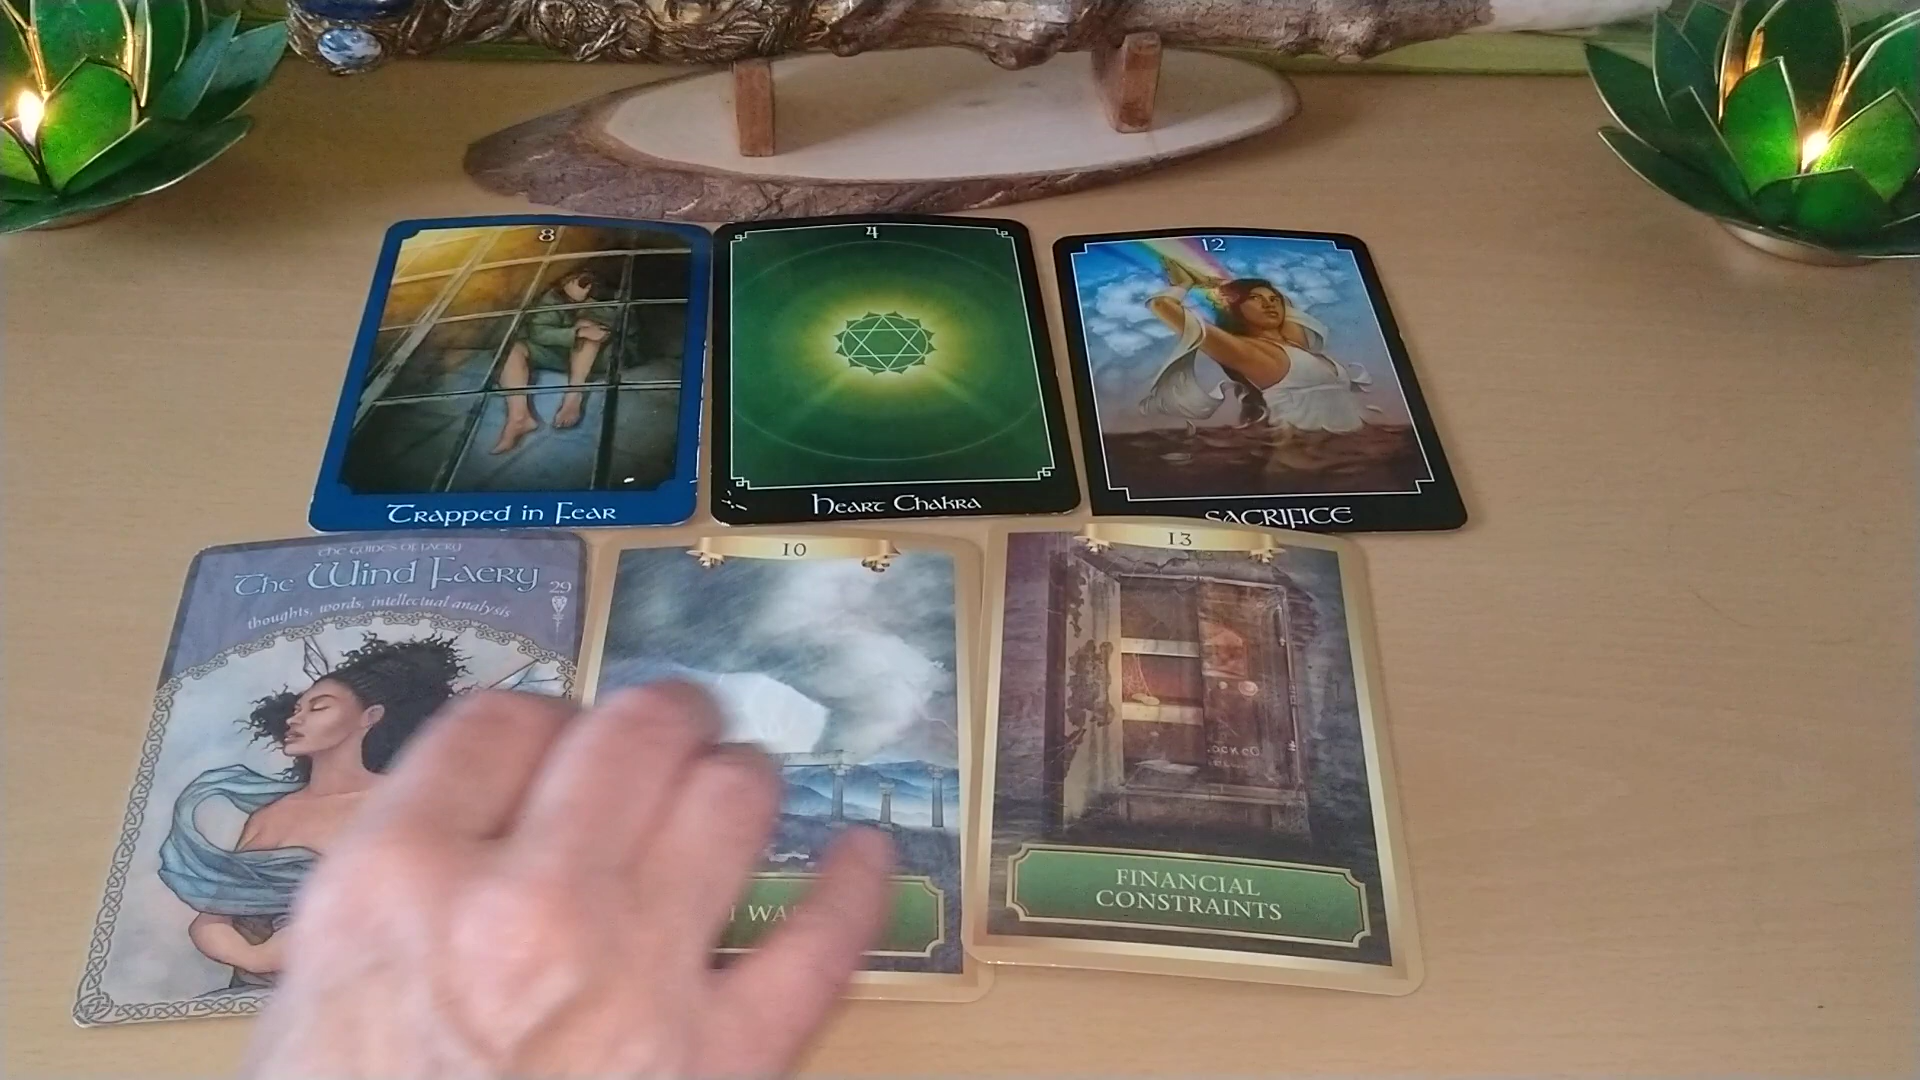 8
Trapped in Fear
4
Heart Chakra
12
SACRIFICE
THE GUIDES OF FAERY
The Wind Faery
29
thoughts, words, intellectual analysis
10
13
FINANCIAL
CONSTRAINTS